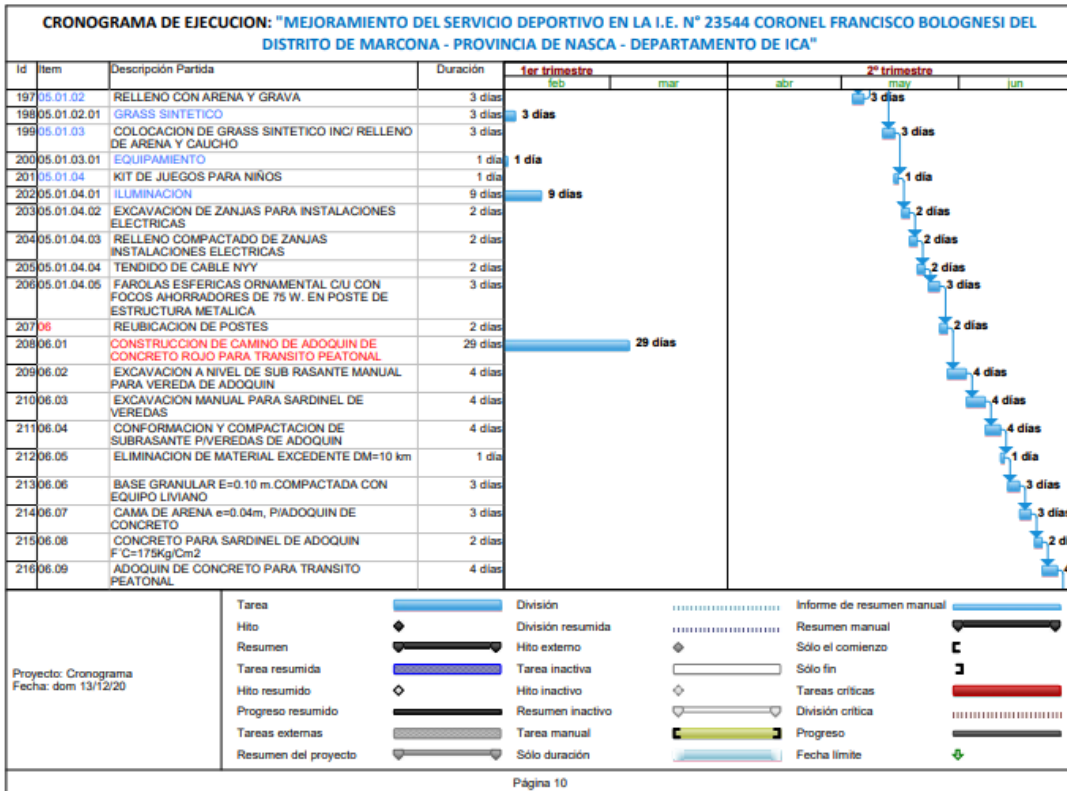 CRONOGRAMA DE EJECUCION: "MEJORAMIENTO DEL SERVICIO DEPORTIVO EN LA I.E. N° 23544 CORONEL FRANCISCO BOLOGNESI DEL
DISTRITO DE MARCONA - PROVINCIA DE NASCA - DEPARTAMENTO DE ICA"
Id Item Descripción Partida Duración 1er trimestre 2º trimestre
feb mar abr may jun
197 05.01.02 RELLENO CON ARENA Y GRAVA 3 días 3 días
198 05.01.02.01 GRASS SINTETICO 3 días 3 días
199 05.01.03 COLOCACION DE GRASS SINTETICO INC/ RELLENO 3 días 3 días
DE ARENA Y CAUCHO
200 05.01.03.01 EQUIPAMIENTO 1 día 1 día
201 05.01.04 KIT DE JUEGOS PARA NIÑOS 1 día 1 día
202 05.01.04.01 ILUMINACION 9 días 9 días
203 05.01.04.02 EXCAVACION DE ZANJAS PARA INSTALACIONES 2 días 2 días
ELECTRICAS
204 05.01.04.03 RELLENO COMPACTADO DE ZANJAS 2 días 2 días
INSTALACIONES ELECTRICAS
205 05.01.04.04 TENDIDO DE CABLE NYY 2 días 2 días
206 05.01.04.05 FAROLAS ESFERICAS ORNAMENTAL C/U CON 3 días 3 días
FOCOS AHORRADORES DE 75 W. EN POSTE DE
ESTRUCTURA METALICA
207 06 REUBICACION DE POSTES 2 días 2 días
208 06.01 CONSTRUCCION DE CAMINO DE ADOQUIN DE 29 días 29 días
CONCRETO ROJO PARA TRANSITO PEATONAL
209 06.02 EXCAVACION A NIVEL DE SUB RASANTE MANUAL 4 días 4 días
PARA VEREDA DE ADOQUIN
210 06.03 EXCAVACION MANUAL PARA SARDINEL DE 4 días 4 días
VEREDAS
211 06.04 CONFORMACION Y COMPACTACION DE 4 días 4 días
SUBRASANTE P/VEREDAS DE ADOQUIN
212 06.05 ELIMINACION DE MATERIAL EXCEDENTE DM=10 km 1 día 1 día
213 06.06 BASE GRANULAR E=0.10 m.COMPACTADA CON 3 días 3 días
EQUIPO LIVIANO
214 06.07 CAMA DE ARENA e=0.04m, P/ADOQUIN DE 3 días 3 días
CONCRETO
215 06.08 CONCRETO PARA SARDINEL DE ADOQUIN 2 días 2 dí
F´C=175Kg/Cm2
216 06.09 ADOQUIN DE CONCRETO PARA TRANSITO 4 días 4
PEATONAL
Proyecto: Cronograma
Fecha: dom 13/12/20
Tarea División Informe de resumen manual
Hito División resumida Resumen manual
Resumen Hito externo Sólo el comienzo
Tarea resumida Tarea inactiva Sólo fin
Hito resumido Hito inactivo Tareas críticas
Progreso resumido Resumen inactivo División crítica
Tareas externas Tarea manual Progreso
Resumen del proyecto Sólo duración Fecha límite
Página 10